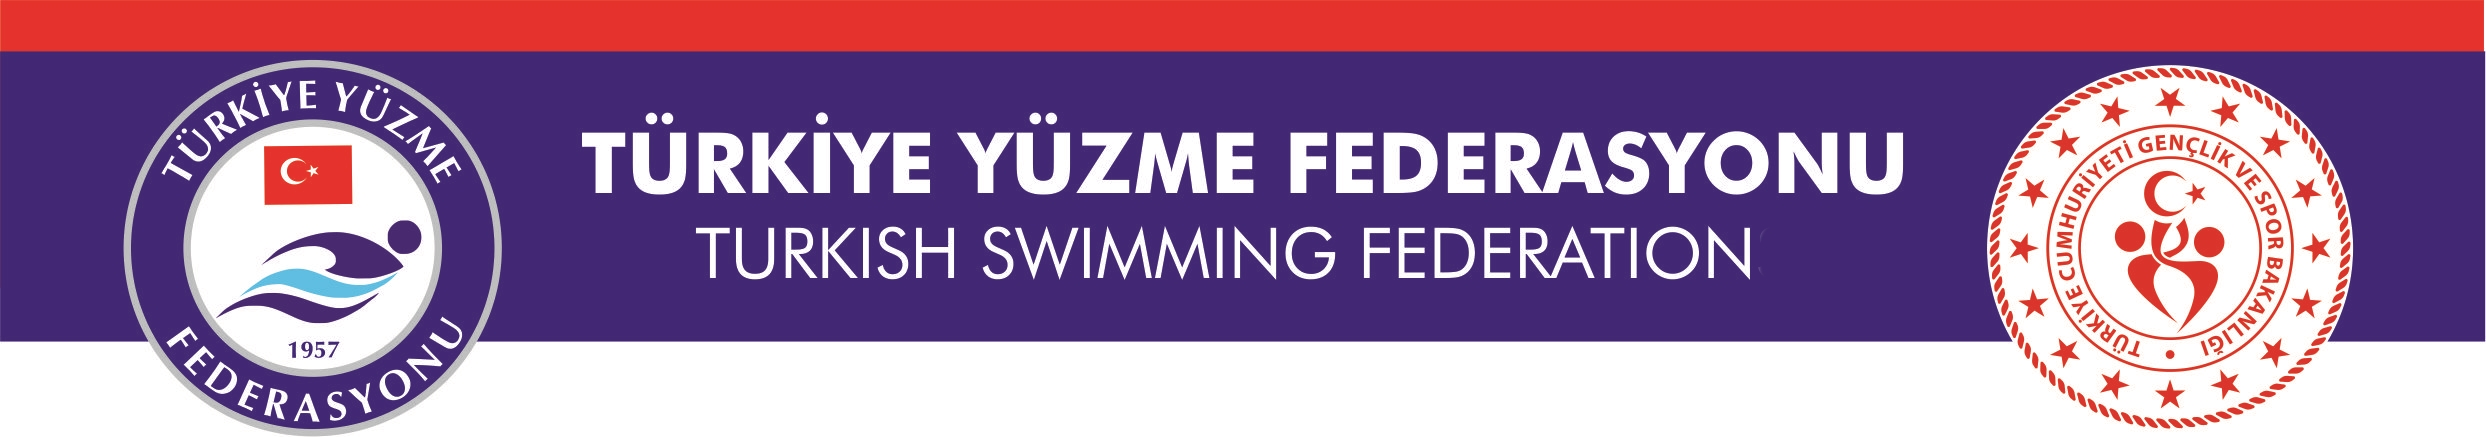 TÜRKİYE YÜZME
FEDERASYONU
1957
TÜRKİYE YÜZME FEDERASYONU
TURKISH SWIMMING FEDERATION
TÜRKİYE CUMHURİYETİ GENÇLİK VE SPOR BAKANLIĞI